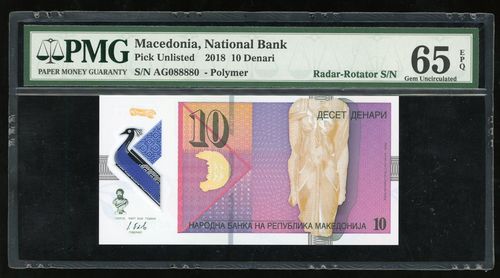 PMG
PAPER MONEY GUARANTY
Macedonia, National Bank
Pick Unlisted 2018 10 Denari
S/N AG088880 - Polymer
Radar-Rotator S/N
65 EPQ
Gem Uncirculated
10
ДЕСЕТ ДЕНАРИ
НАРОДНА БАНКА НА РЕПУБЛИКА МАКЕДОНИЈА
10